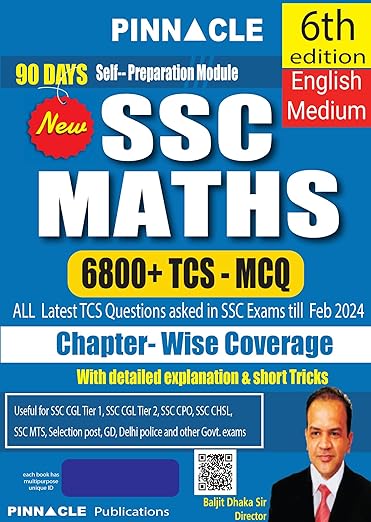 PINNACLE
6th
edition
English
Medium
90 DAYS Self-- Preparation Module
New
SSC
MATHS
6800+ TCS - MCQ
ALL Latest TCS Questions asked in SSC Exams till Feb 2024
Chapter- Wise Coverage
With detailed explanation & short Tricks
Useful for SSC CGL Tier 1, SSC CGL Tier 2, SSC CPO, SSC CHSL,
SSC MTS, Selection post, GD, Delhi police and other Govt. exams
each book has
multipurpose
unique ID
Baljit Dhaka Sir
Director
PINNACLE Publications